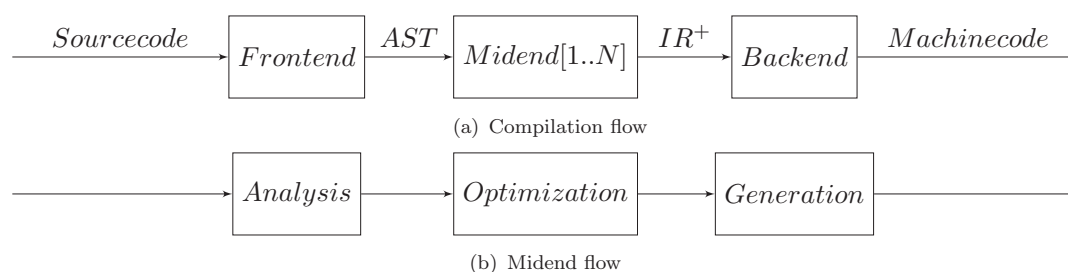 Sourcecode AST IR+ Machinecode
Frontend Midend[1..N] Backend
(a) Compilation flow
Analysis Optimization Generation
(b) Midend flow